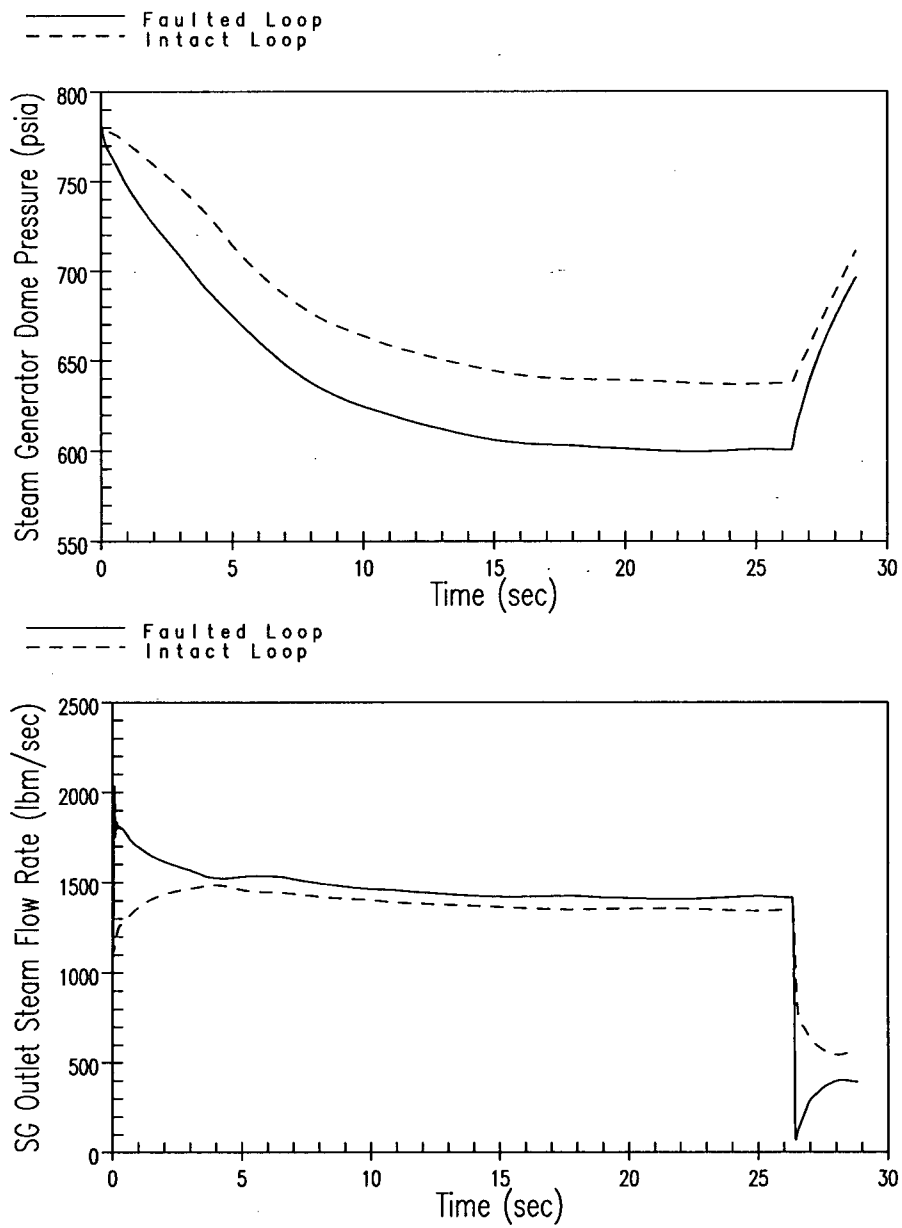 Faulted Loop
Intact Loop
Steam Generator Dome Pressure (psia)
800
750
700
650
600
550
0 5 10 15 20 25 30
Time (sec)
Faulted Loop
Intact Loop
SG Outlet Steam Flow Rate (lbm/sec)
2500
2000
1500
1000
500
0
0 5 10 15 20 25 30
Time (sec)